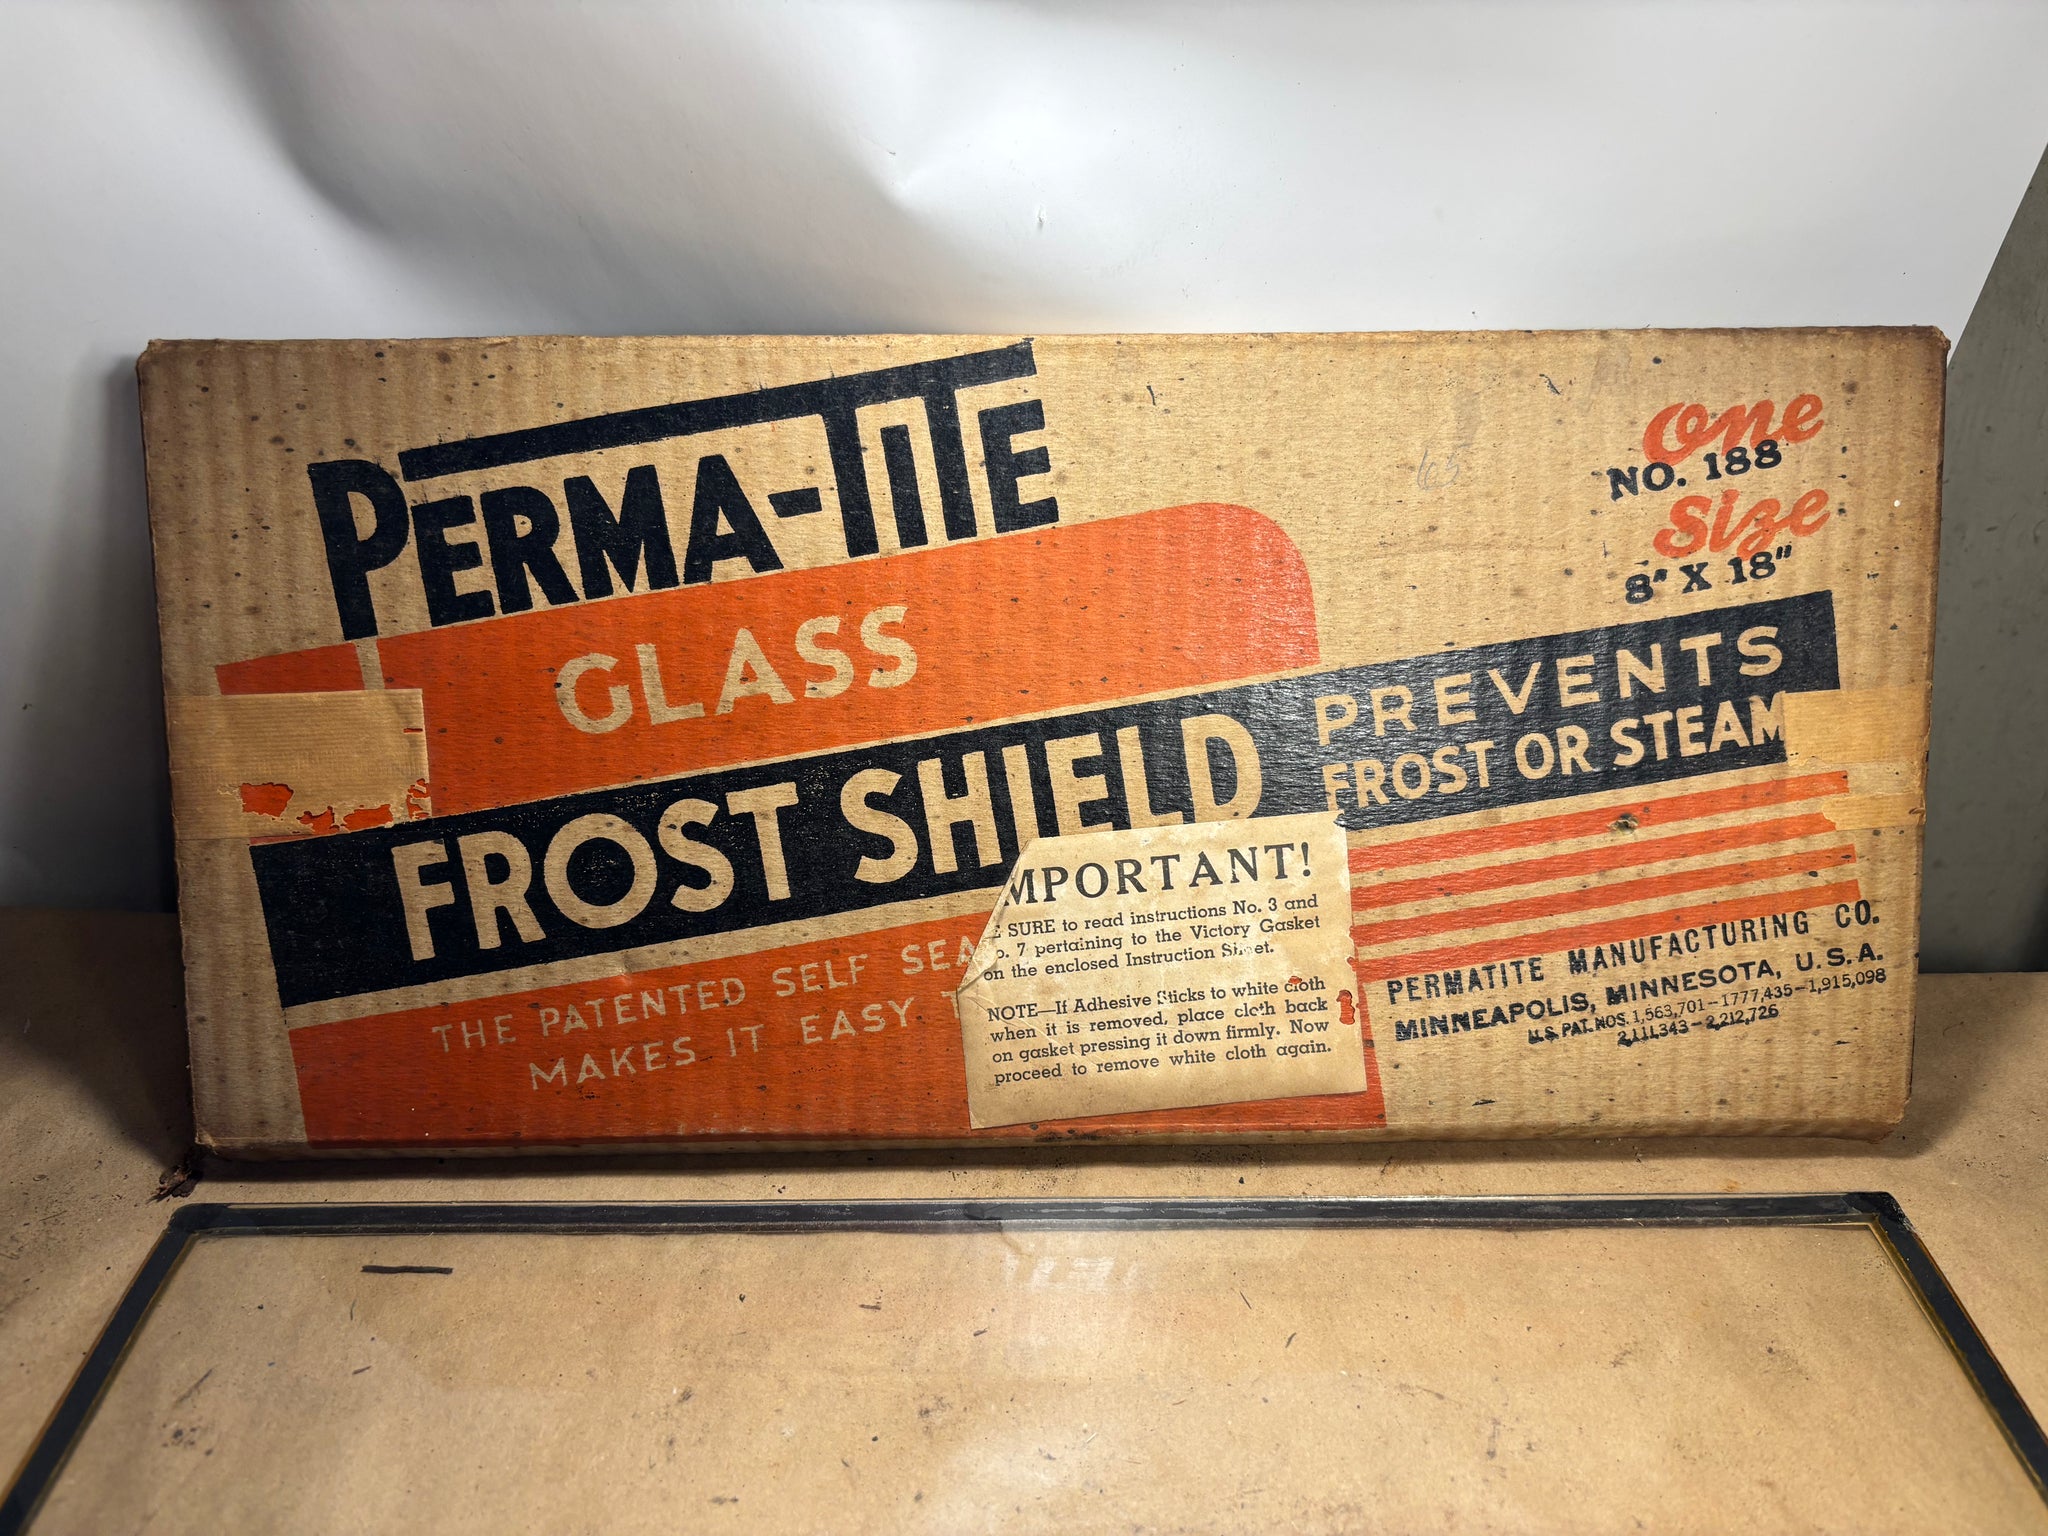 PERMA-TITE
GLASS
FROST SHIELD
PREVENTS
FROST OR STEAM
THE PATENTED SELF SEA
MAKES IT EASY T
One
NO. 188
Size
8" X 18"
65
MPORTANT!
E SURE to read instructions No. 3 and
o. 7 pertaining to the Victory Gasket
on the enclosed Instruction Sheet.
NOTE—If Adhesive Sticks to white cloth
when it is removed, place cloth back
on gasket pressing it down firmly. Now
proceed to remove white cloth again.
PERMATITE MANUFACTURING CO.
MINNEAPOLIS, MINNESOTA, U.S.A.
U.S. PAT. NOS. 1,563,701-1777,435-1,915,098
2,111,343-2,212,726